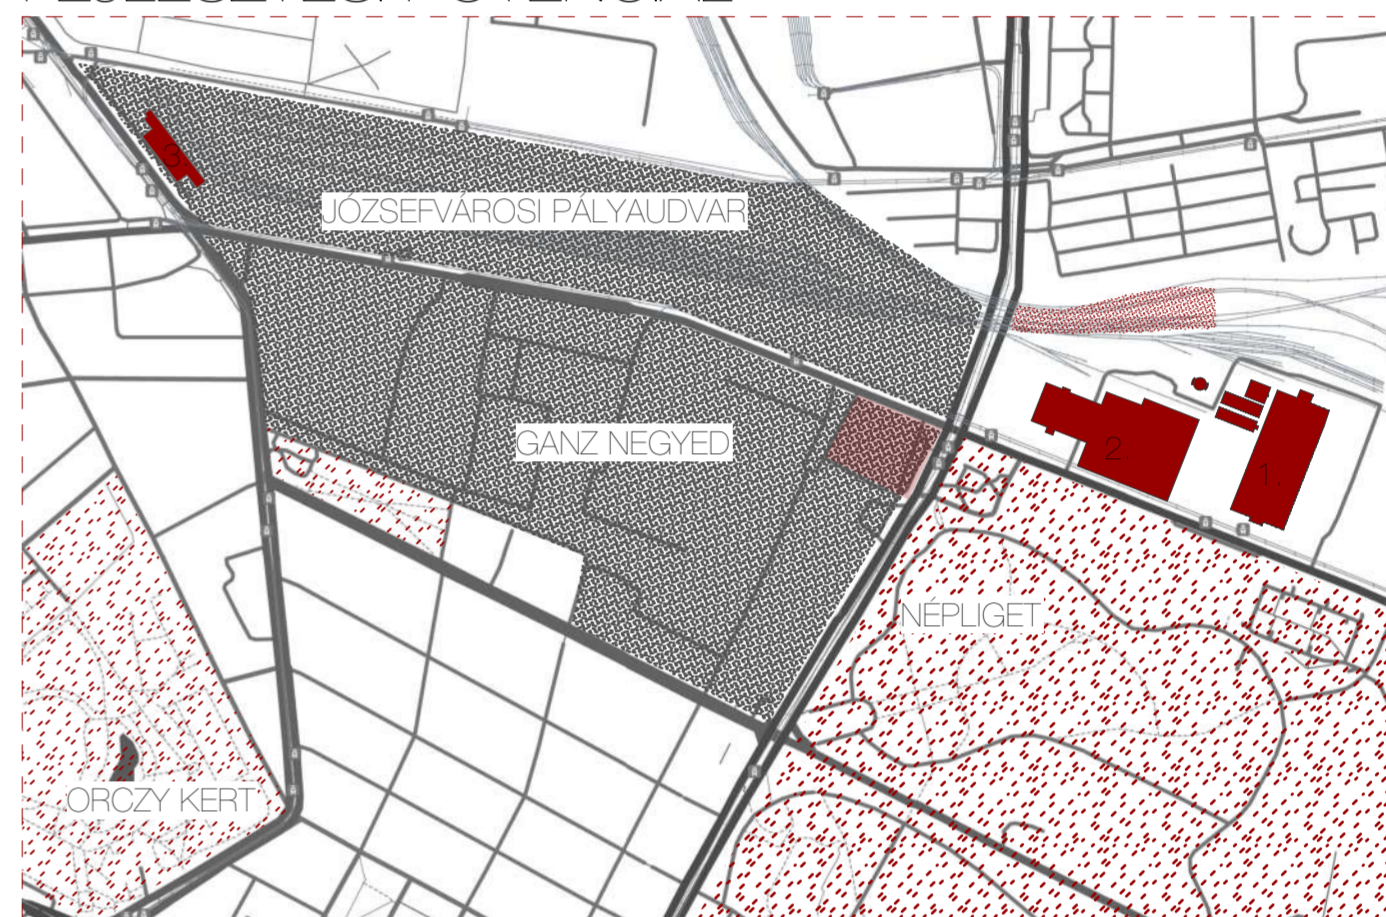 3
JÓZSEFVÁROSI PÁLYAUDVAR
GANZ NEGYED
2
1.
NÉPLIGET
ORCZY KERT